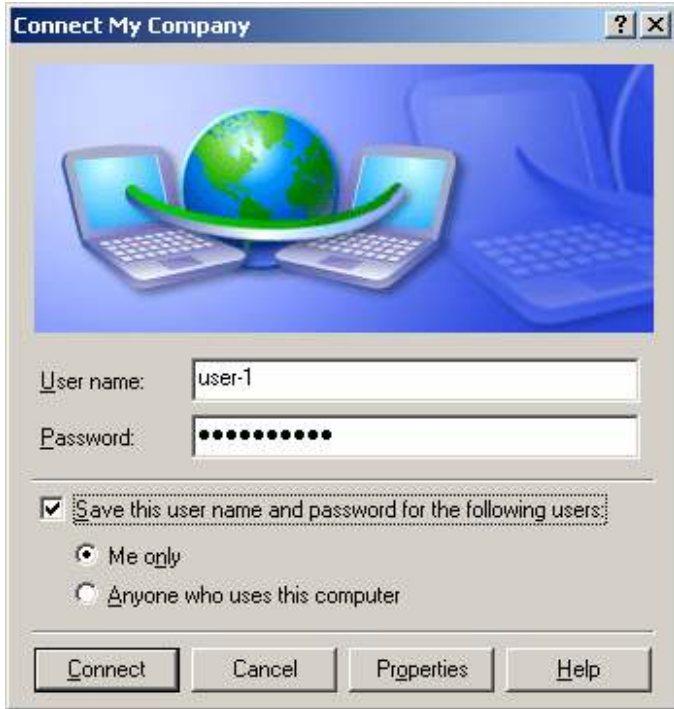 Connect My Company
User name: user-1
Password: ●●●●●●●●●●
Save this user name and password for the following users:
Me only
Anyone who uses this computer
Connect Cancel Properties Help